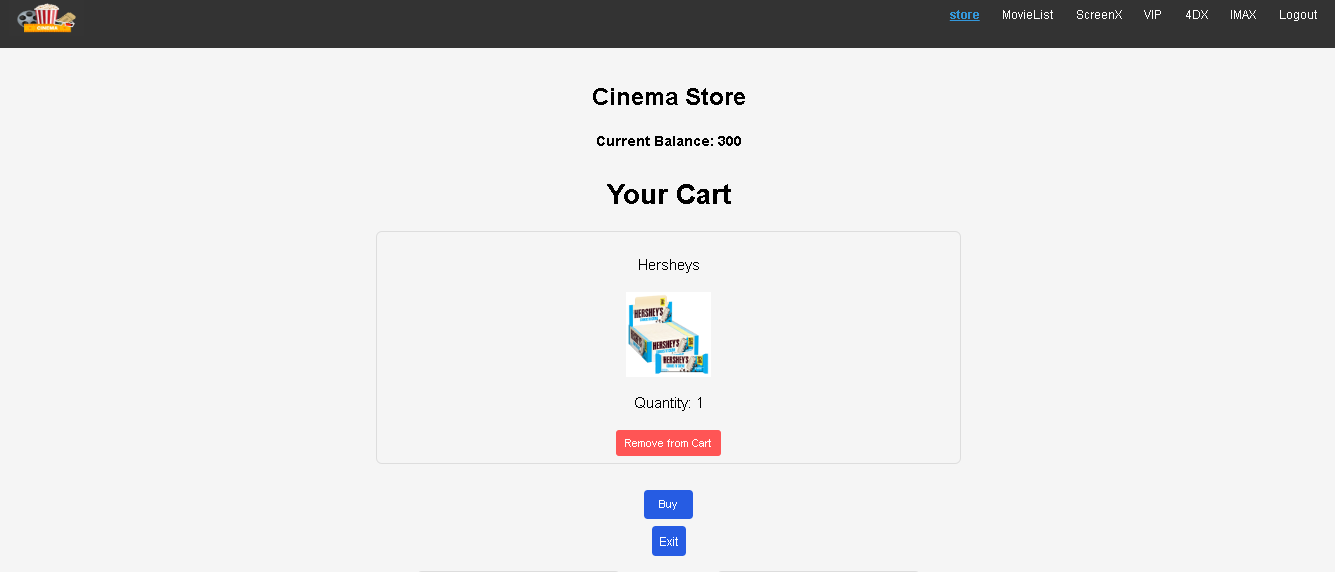 CINEMA
store MovieList ScreenX VIP 4DX IMAX Logout
Cinema Store
Current Balance: 300
Your Cart
Hersheys
HERSHEY'S
HERSHEY'S
HERSHEY'S
Quantity: 1
Remove from Cart
Buy
Exit